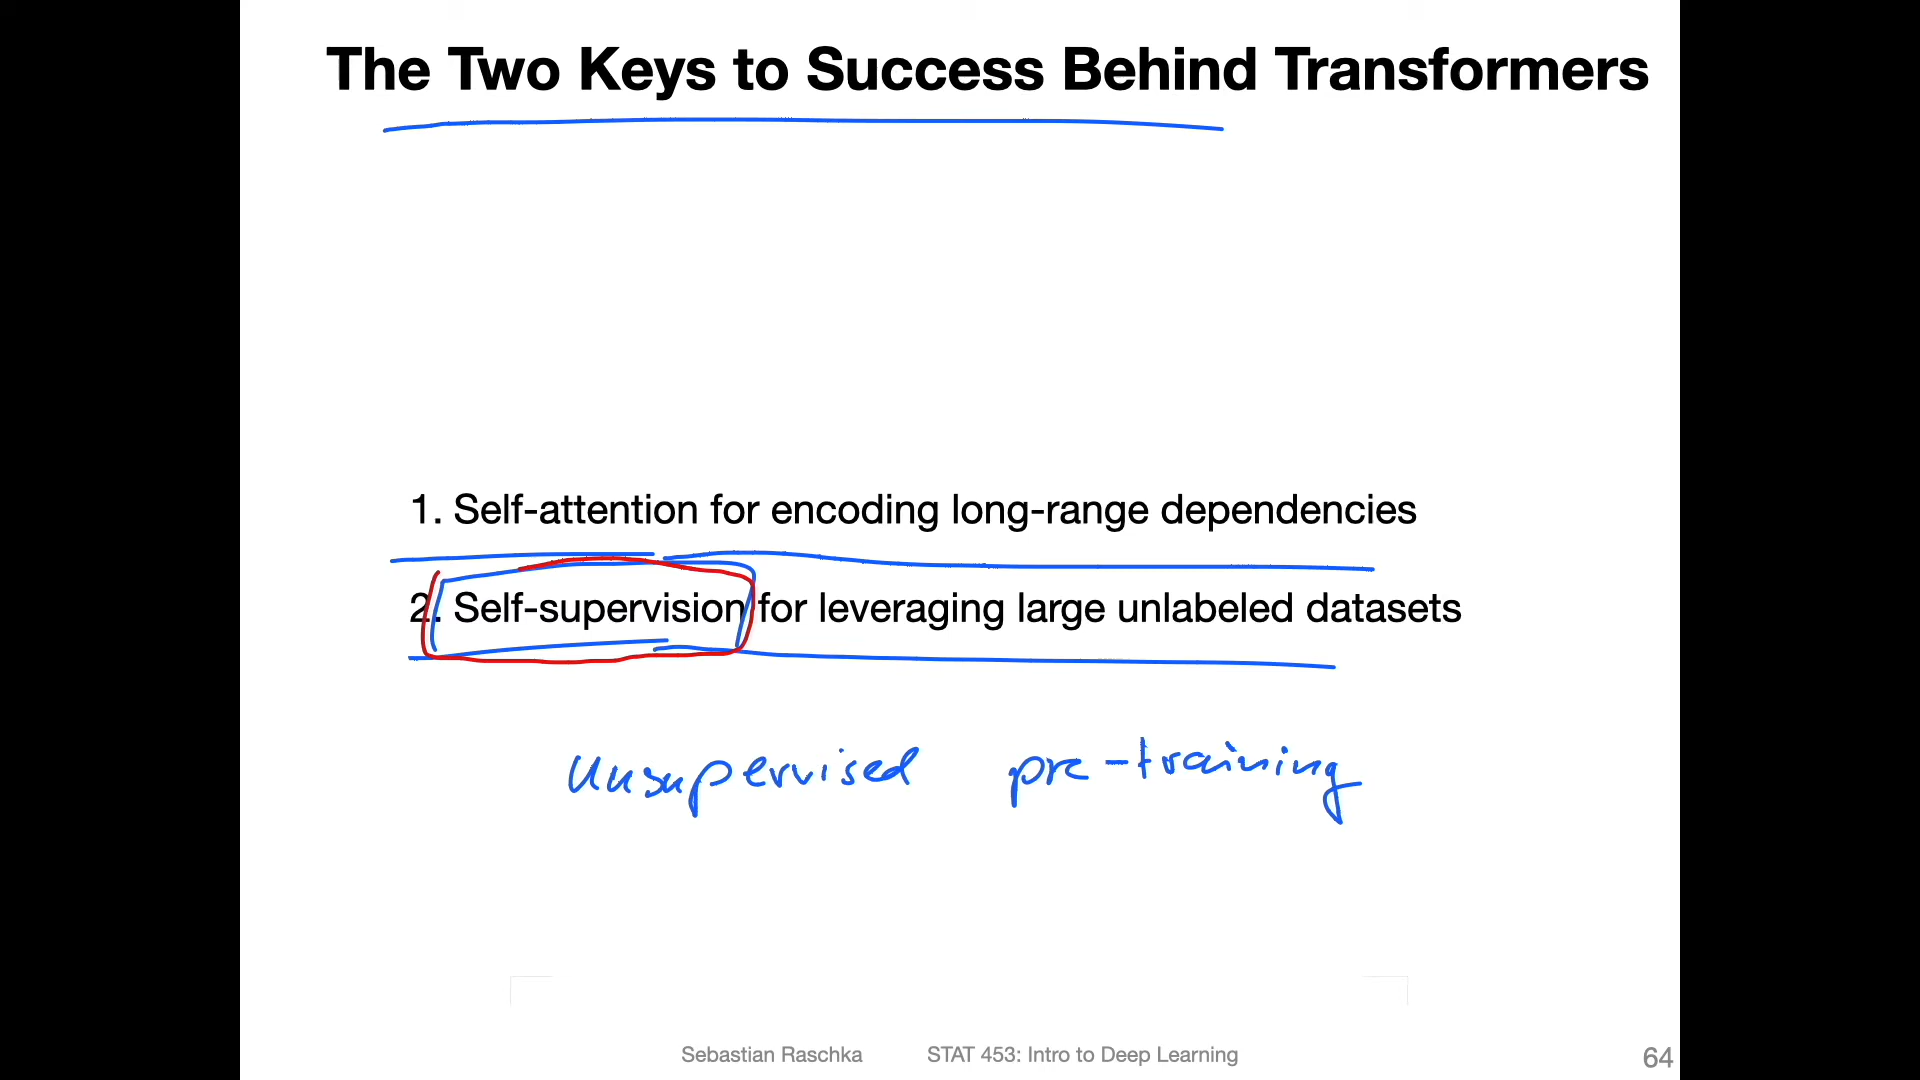 The Two Keys to Success Behind Transformers
1. Self-attention for encoding long-range dependencies
2. Self-supervision for leveraging large unlabeled datasets
unsupervised pre-training
Sebastian Raschka STAT 453: Intro to Deep Learning 64